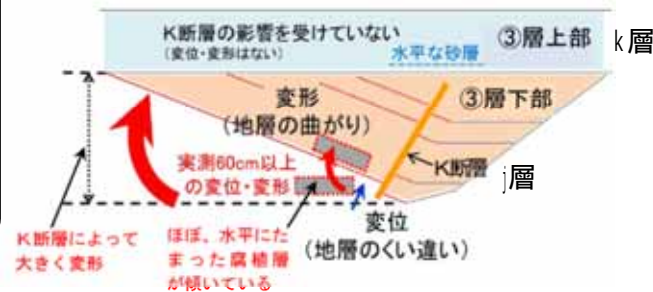 K断層の影響を受けていない
(変位・変形はない)
水平な砂層
③層上部
k層
変形
(地層の曲がり)
③層下部
実測60cm以上
の変位・変形
K断層
j層
変位
(地層のくい違い)
K断層によって
大きく変形
ほぼ、水平にた
まった腐植層
が傾いている